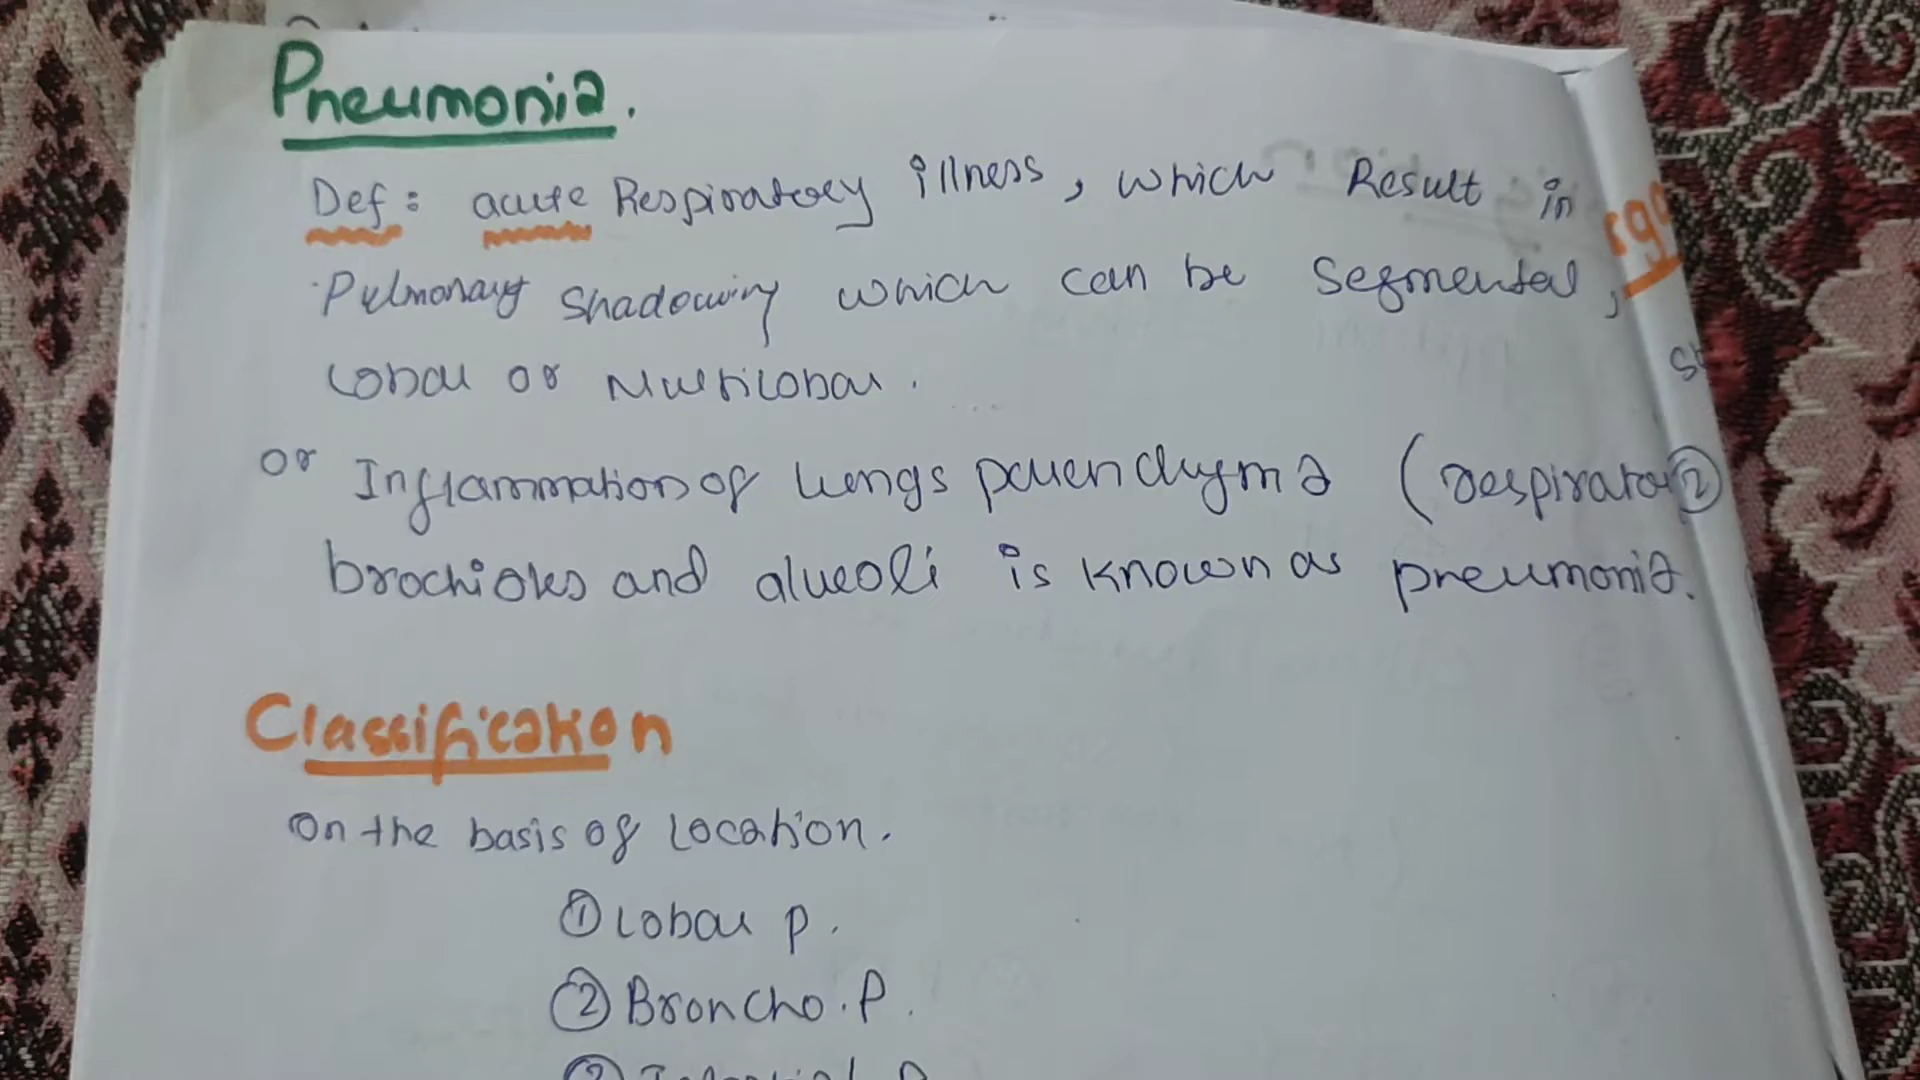 Pneumonia.
Def: acute Respiratory illness, which Result in
Pulmonary Shadowing which can be Segmental,
Lobar or Multilobar.
or Inflammation of lungs parenchyma (respirato
brochioles and alveoli is known as pneumonia.
②
Classification
On the basis of Location.
① Lobar P.
② Broncho. P.